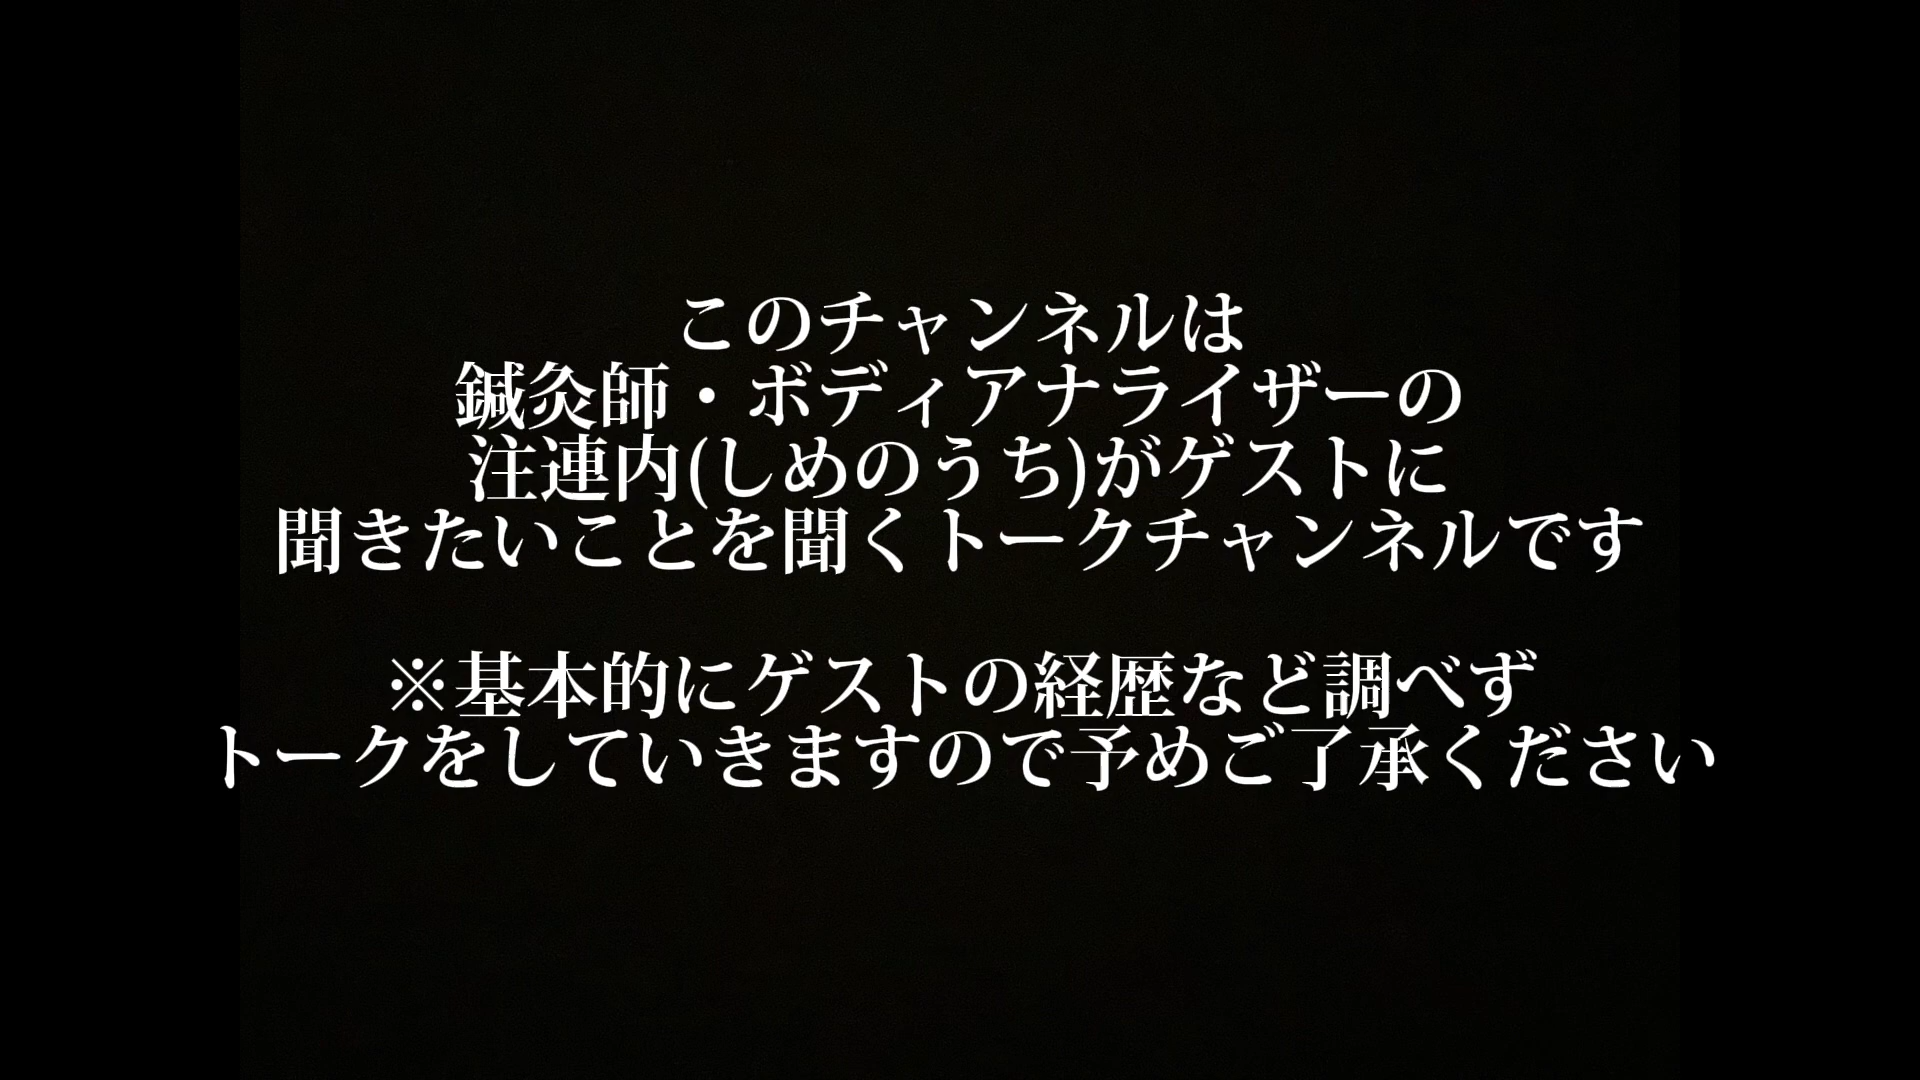 このチャンネルは
鍼灸師・ボディアナライザーの
注連内(しめのうち)がゲストに
聞きたいことを聞くトークチャンネルです
※基本的にゲストの経歴など調べず
トークをしていきますので予めご了承ください